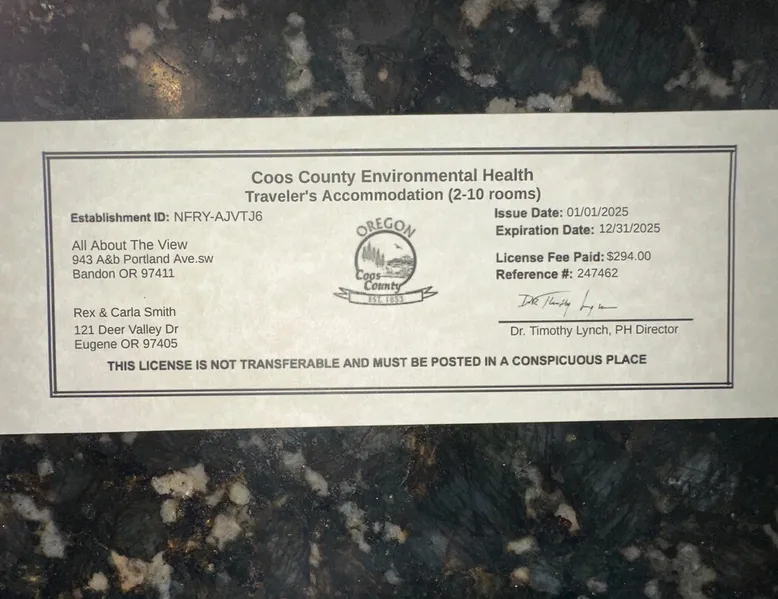 Coos County Environmental Health
Traveler's Accommodation (2-10 rooms)
Establishment ID: NFRY-AJVTJ6
All About The View
943 A&b Portland Ave.sw
Bandon OR 97411
Rex & Carla Smith
121 Deer Valley Dr
Eugene OR 97405
OREGON
Coos
County
EST. 1853
Issue Date: 01/01/2025
Expiration Date: 12/31/2025
License Fee Paid: $294.00
Reference #: 247462
Dr. Timothy Lynch, PH Director
THIS LICENSE IS NOT TRANSFERABLE AND MUST BE POSTED IN A CONSPICUOUS PLACE